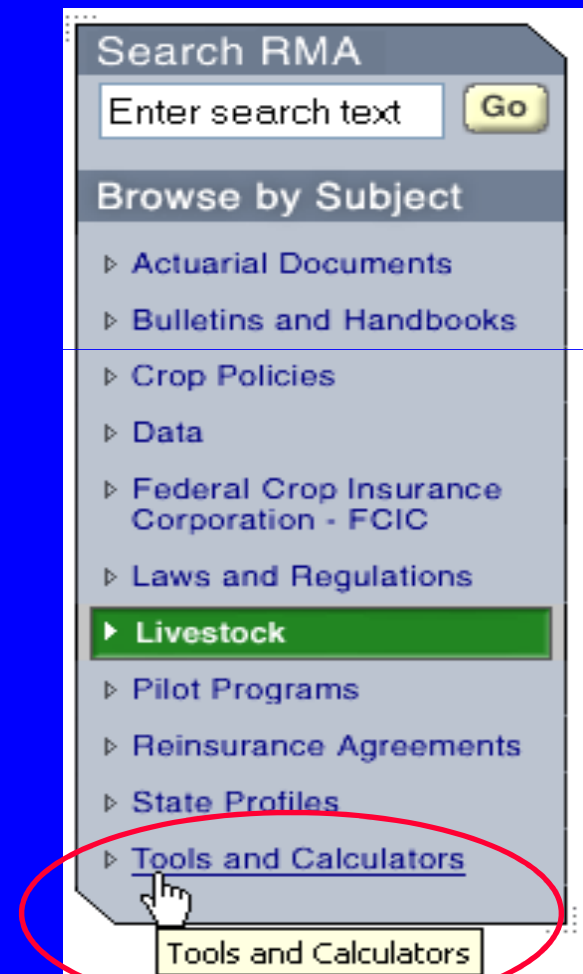 Search RMA
Enter search text Go
Browse by Subject
Actuarial Documents
Bulletins and Handbooks
Crop Policies
Data
Federal Crop Insurance
Corporation - FCIC
Laws and Regulations
Livestock
Pilot Programs
Reinsurance Agreements
State Profiles
Tools and Calculators
Tools and Calculators